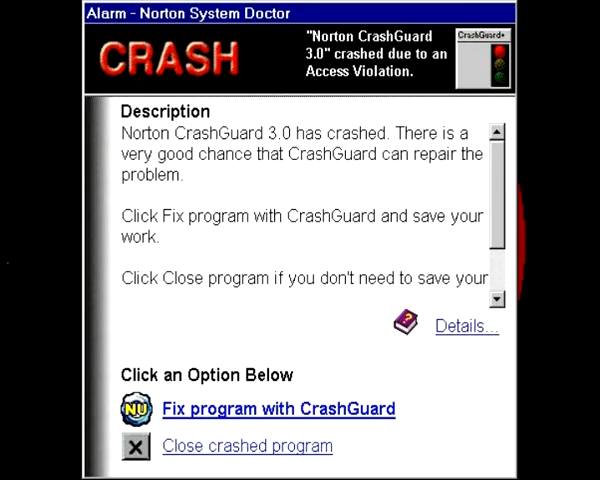 Alarm - Norton System Doctor
CRASH
"Norton CrashGuard
3.0" crashed due to an
Access Violation.
CrashGuard+
Description
Norton CrashGuard 3.0 has crashed. There is a
very good chance that CrashGuard can repair the
problem.
Click Fix program with CrashGuard and save your
work.
Click Close program if you don't need to save your
Details...
Click an Option Below
NU
Fix program with CrashGuard
Close crashed program